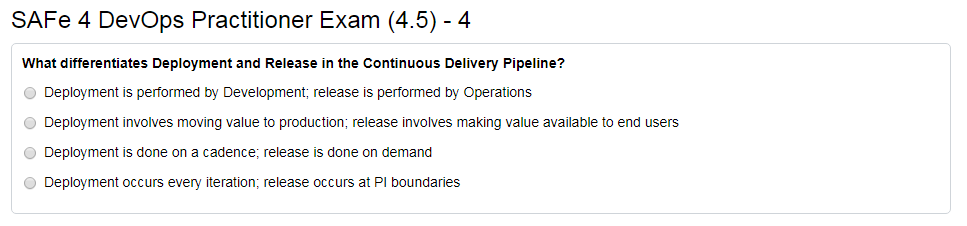 SAFe 4 DevOps Practitioner Exam (4.5) - 4
What differentiates Deployment and Release in the Continuous Delivery Pipeline?
Deployment is performed by Development; release is performed by Operations
Deployment involves moving value to production; release involves making value available to end users
Deployment is done on a cadence; release is done on demand
Deployment occurs every iteration; release occurs at PI boundaries